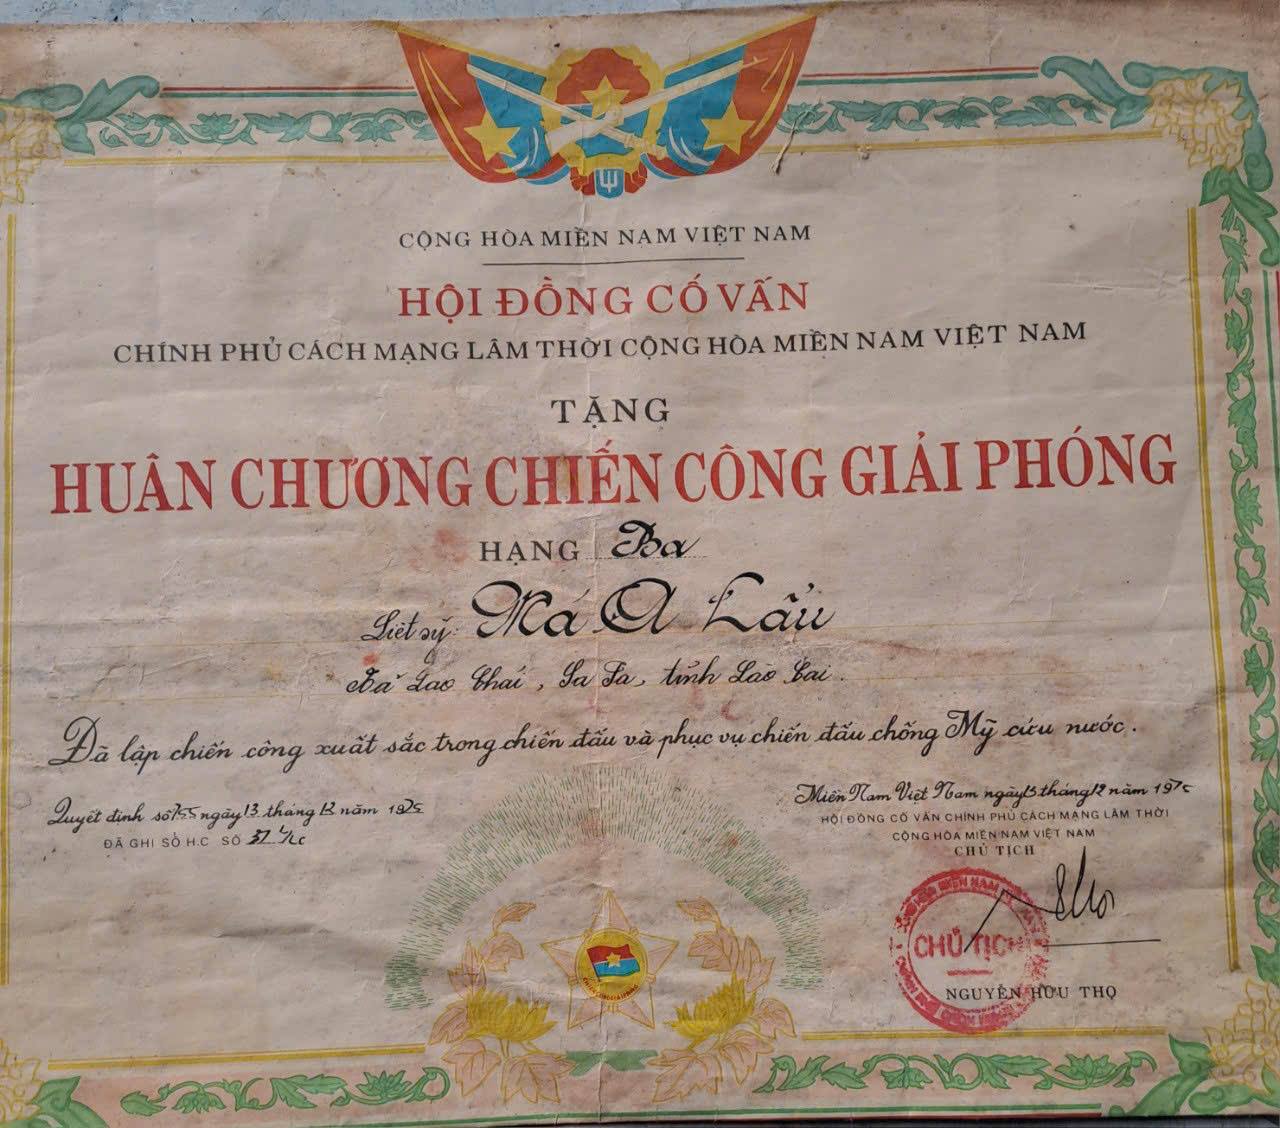 CỘNG HÒA MIỀN NAM VIỆT NAM
HỘI ĐỒNG CỐ VẤN
CHÍNH PHỦ CÁCH MẠNG LÂM THỜI CỘNG HÒA MIỀN NAM VIỆT NAM
TẶNG
HUÂN CHƯƠNG CHIẾN CÔNG GIẢI PHÓNG
HẠNG Ba
Liệt sỹ: Má A Lẩu
Xã Lao Chải, Sa Pa, tỉnh Lào Cai.
Đã lập chiến công xuất sắc trong chiến đấu và phục vụ chiến đấu chống Mỹ cứu nước.
Quyết định số 755 ngày 13 tháng 12 năm 1975
ĐÃ GHI SỔ H.C SỐ 37
Miền Nam Việt Nam ngày 13 tháng 12 năm 1975
HỘI ĐỒNG CỐ VẤN CHÍNH PHỦ CÁCH MẠNG LÂM THỜI
CỘNG HÒA MIỀN NAM VIỆT NAM
CHỦ TỊCH
CHỦ TỊCH
NGUYỄN HỮU THỌ